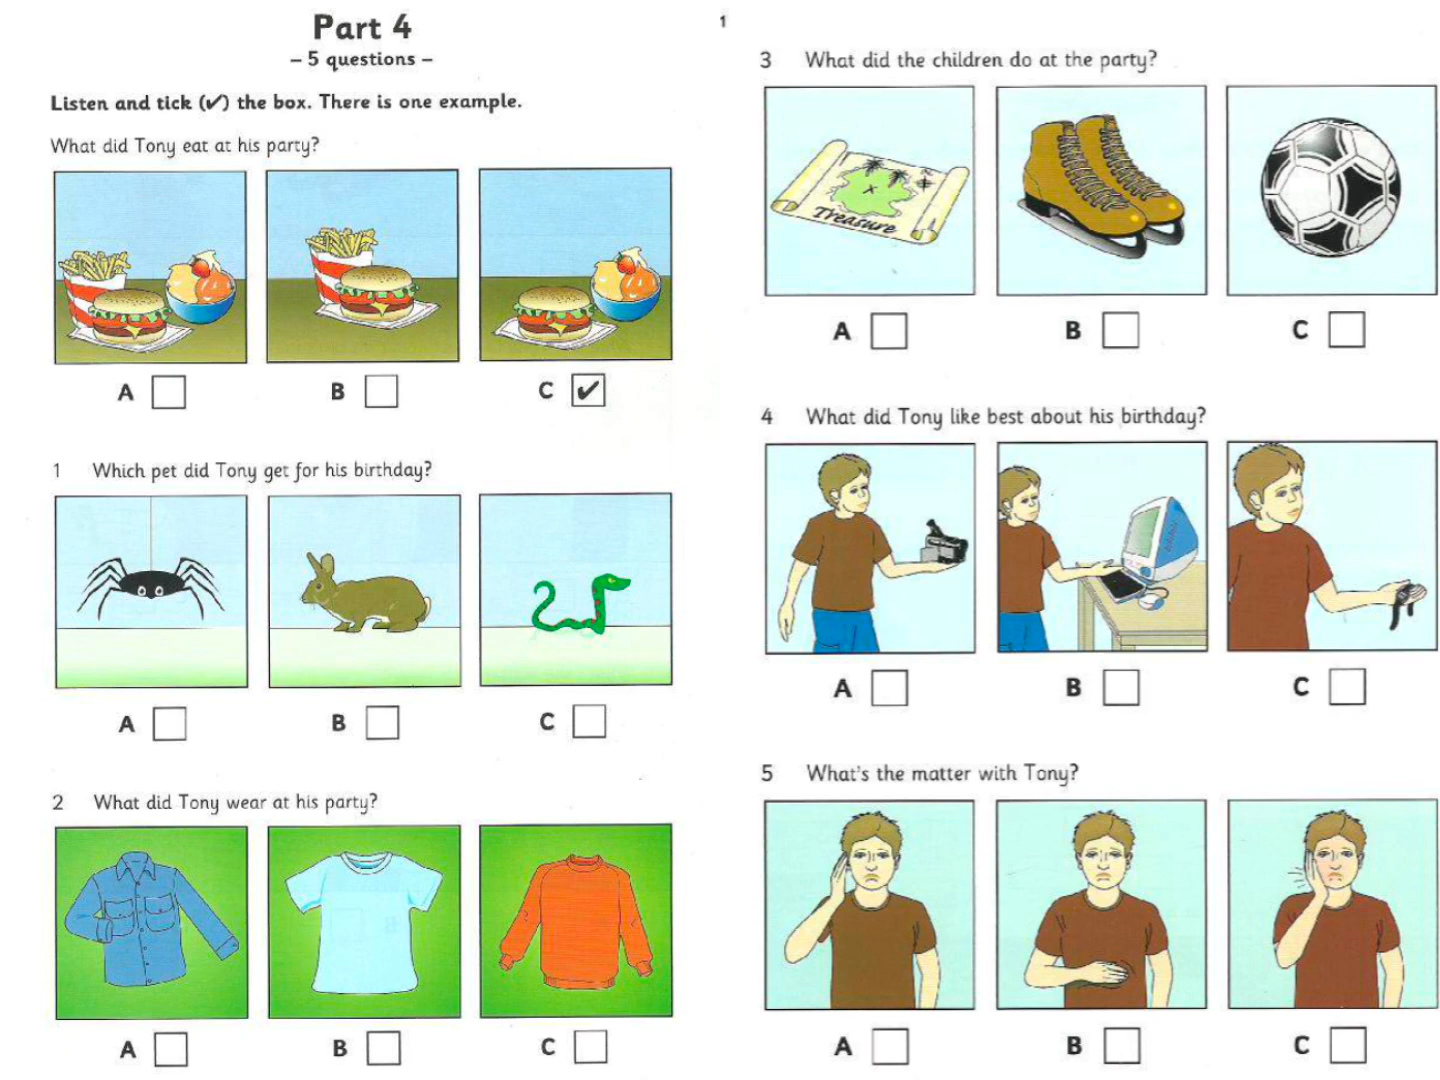 Part 4
– 5 questions –
Listen and tick (✔) the box. There is one example.
What did Tony eat at his party?
A
B
C ✔
1 Which pet did Tony get for his birthday?
A
B
C
2 What did Tony wear at his party?
A
B
C
1
3 What did the children do at the party?
Treasure
A
B
C
4 What did Tony like best about his birthday?
A
B
C
5 What's the matter with Tony?
A
B
C